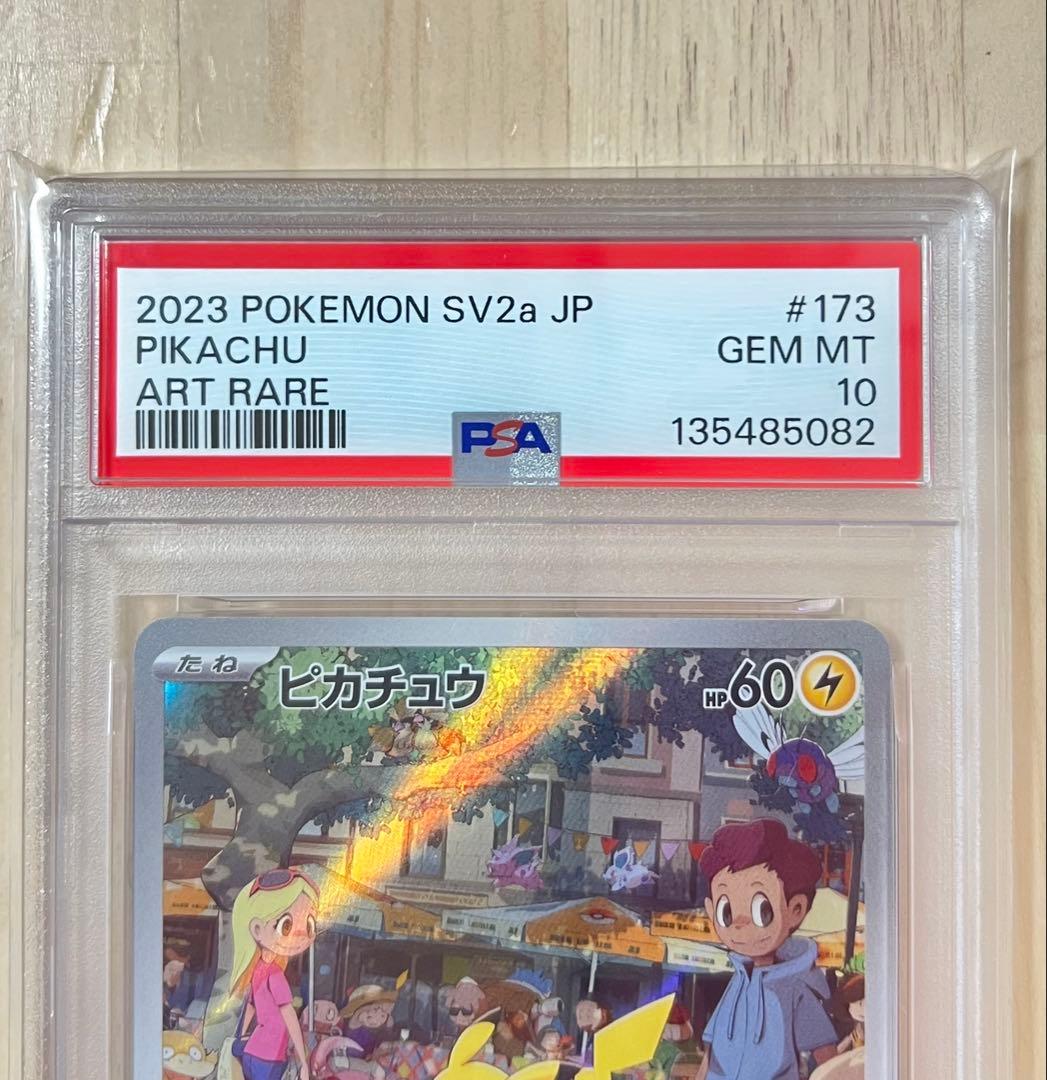 2023 POKEMON SV2a JP #173
PIKACHU GEM MT
ART RARE 10
PSA 135485082
たね ピカチュウ HP60